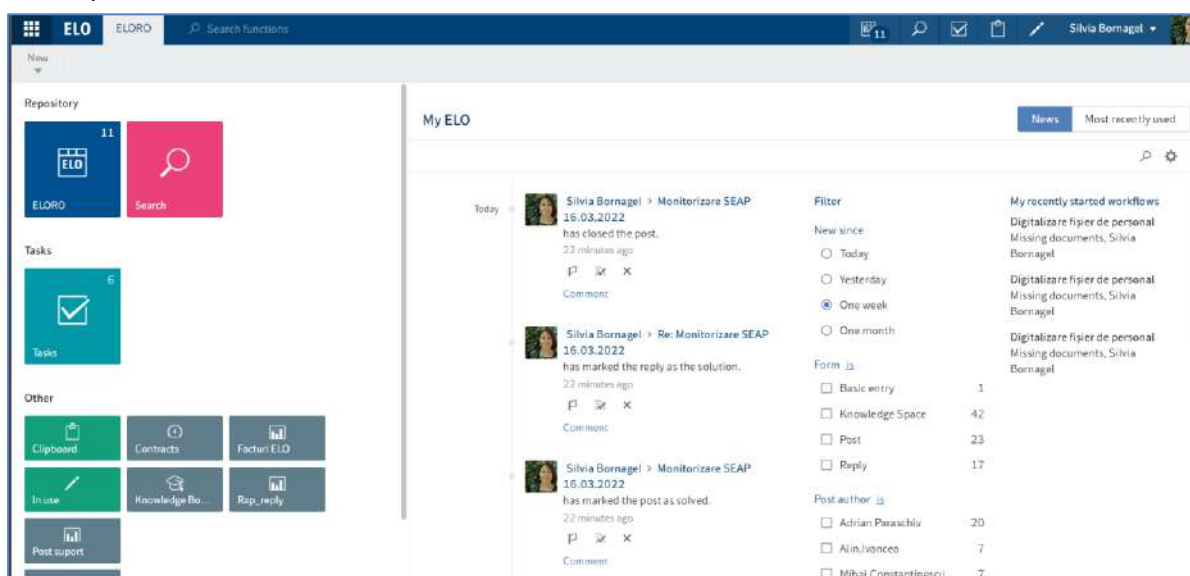 ELO
ELORO
Search functions
11
Silvia Bornagel
New
Repository
11
ELO
ELORO
Search
Tasks
6
Tasks
Other
Clipboard
Contracts
Facturi ELO
In use
Knowledge Bo...
Rap_reply
Post suport
My ELO
News
Most recently used
Today
Silvia Bornagel > Monitorizare SEAP
16.03.2022
has closed the post.
22 minutes ago
Comment
Silvia Bornagel > Re: Monitorizare SEAP
16.03.2022
has marked the reply as the solution.
22 minutes ago
Comment
Silvia Bornagel > Monitorizare SEAP
16.03.2022
has marked the post as solved.
22 minutes ago
Comment
Filter
New since
Today
Yesterday
One week
One month
Form is
Basic entry 1
Knowledge Space 42
Post 23
Reply 17
Post author is
Adrian Paraschiv 20
Alin.Ivancea 7
Mihai Constantinescu 7
My recently started workflows
Digitalizare fișier de personal
Missing documents, Silvia
Bornagel
Digitalizare fișier de personal
Missing documents, Silvia
Bornagel
Digitalizare fișier de personal
Missing documents, Silvia
Bornagel